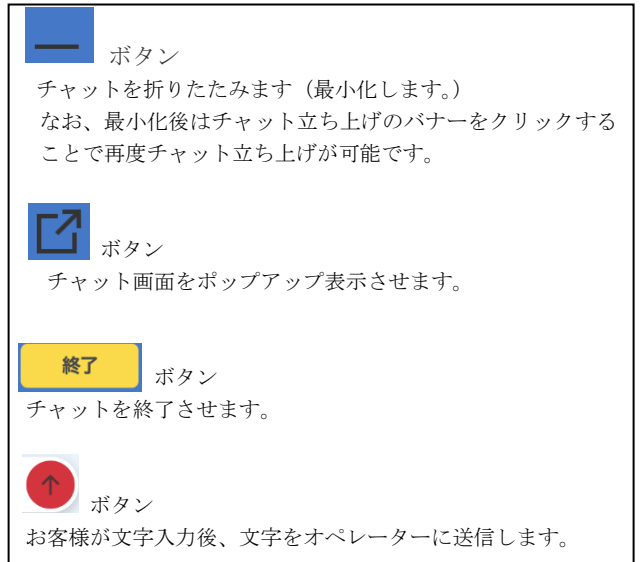 ボタン
チャットを折りたたみます（最小化します。）
なお、最小化後はチャット立ち上げのバナーをクリックする
ことで再度チャット立ち上げが可能です。
ボタン
チャット画面をポップアップ表示させます。
終了 ボタン
チャットを終了させます。
ボタン
お客様が文字入力後、文字をオペレーターに送信します。